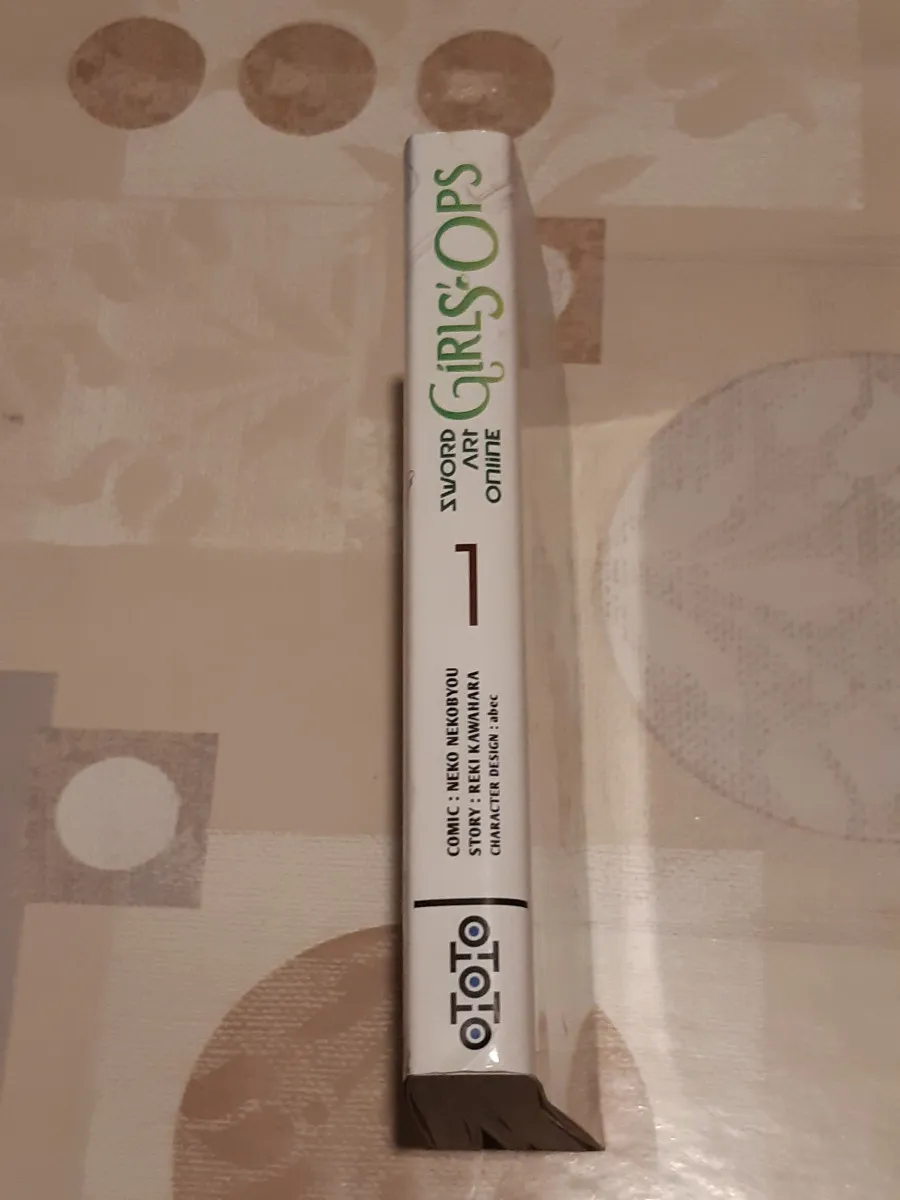 SWORD
ART
ONLINE
GIRLS' OPS
1
COMIC : NEKO NEKOBYOU
STORY : REKI KAWAHARA
CHARACTER DESIGN : abec
OTOTO